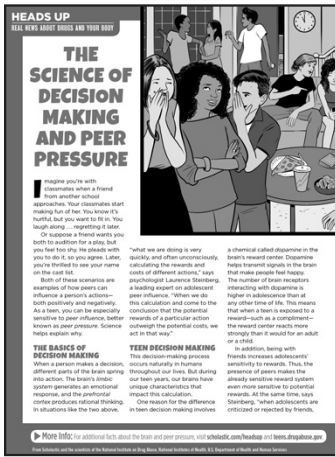 HEADS UP
REAL NEWS ABOUT DRUGS AND YOUR BODY
THE
SCIENCE OF
DECISION
MAKING
AND PEER
PRESSURE
Imagine you're with
classmates when a friend
from another school
approaches. Your classmates start
making fun of her. You know it's
hurtful, but you want to fit in. You
laugh along . . . regretting it later.
Or suppose a friend wants you
both to audition for a play, but
you feel too shy. He pleads with
you to do it, so you agree. Later,
you're thrilled to see your name
on the cast list.
Both of these scenarios are
examples of how peers can
influence a person's actions—
both positively and negatively.
As a teen, you can be especially
sensitive to peer influence, better
known as peer pressure. Science
helps explain why.
THE BASICS OF
DECISION MAKING
When a person makes a decision,
different parts of the brain spring
into action. The brain's limbic
system generates an emotional
response, and the prefrontal
cortex produces rational thinking.
In situations like the two above,
"what we are doing is very
quickly, and often unconsciously,
calculating the rewards and
costs of different actions," says
psychologist Laurence Steinberg,
a leading expert on adolescent
peer influence. "When we do
this calculation and come to the
conclusion that the potential
rewards of a particular action
outweigh the potential costs, we
act in that way."
TEEN DECISION MAKING
This decision-making process
occurs naturally in humans
throughout our lives. But during
our teen years, our brains have
unique characteristics that
impact this calculation.
One reason for the difference
in teen decision making involves
a chemical called dopamine in the
brain's reward center. Dopamine
helps transmit signals in the brain
that make people feel happy.
The number of brain receptors
interacting with dopamine is
higher in adolescence than at
any other time of life. This means
that when a teen is exposed to a
reward—such as a compliment—
the reward center reacts more
strongly than it would for an adult
or a child.
In addition, being with
friends increases adolescents'
sensitivity to rewards. Thus, the
presence of peers makes the
already sensitive reward system
even more sensitive to potential
rewards. At the same time, says
Steinberg, "when adolescents are
criticized or rejected by friends,
More Info: For additional facts about the brain and peer pressure, visit scholastic.com/headsup and teens.drugabuse.gov.
From Scholastic and the scientists of the National Institute on Drug Abuse, National Institutes of Health, U.S. Department of Health and Human Services